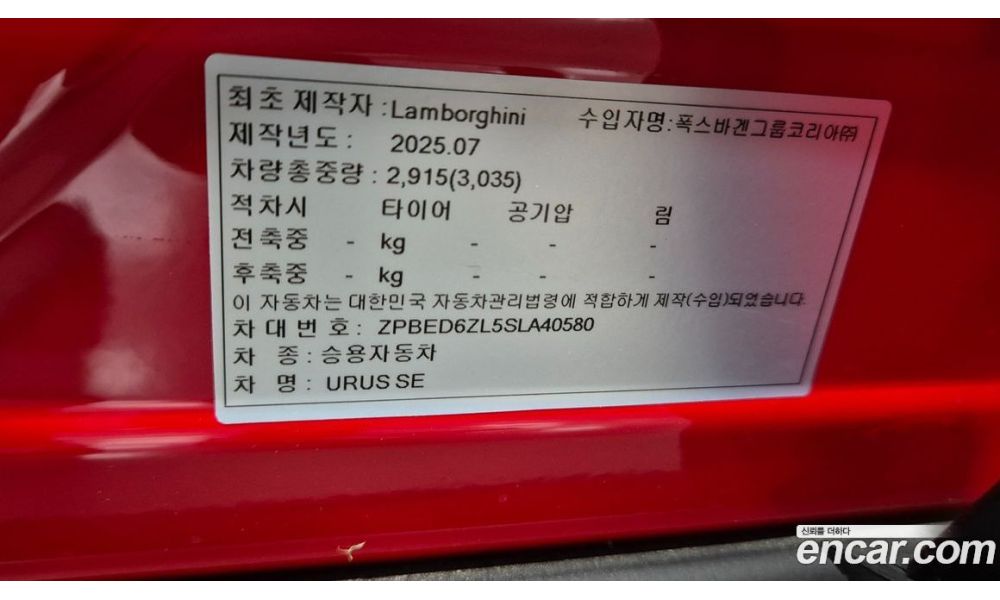 최초 제작자 : Lamborghini 수입자명:폭스바겐그룹코리아㈜
제작년도 : 2025.07
차량총중량 : 2,915(3,035)
적차시 타이어 공기압 림
전축중 - kg - - -
후축중 - kg - - -
이 자동차는 대한민국 자동차관리법령에 적합하게 제작(수입)되었습니다.
차대번호 : ZPBED6ZL5SLA40580
차 종 : 승용자동차
차 명 : URUS SE
신뢰를 더하다
encar.com